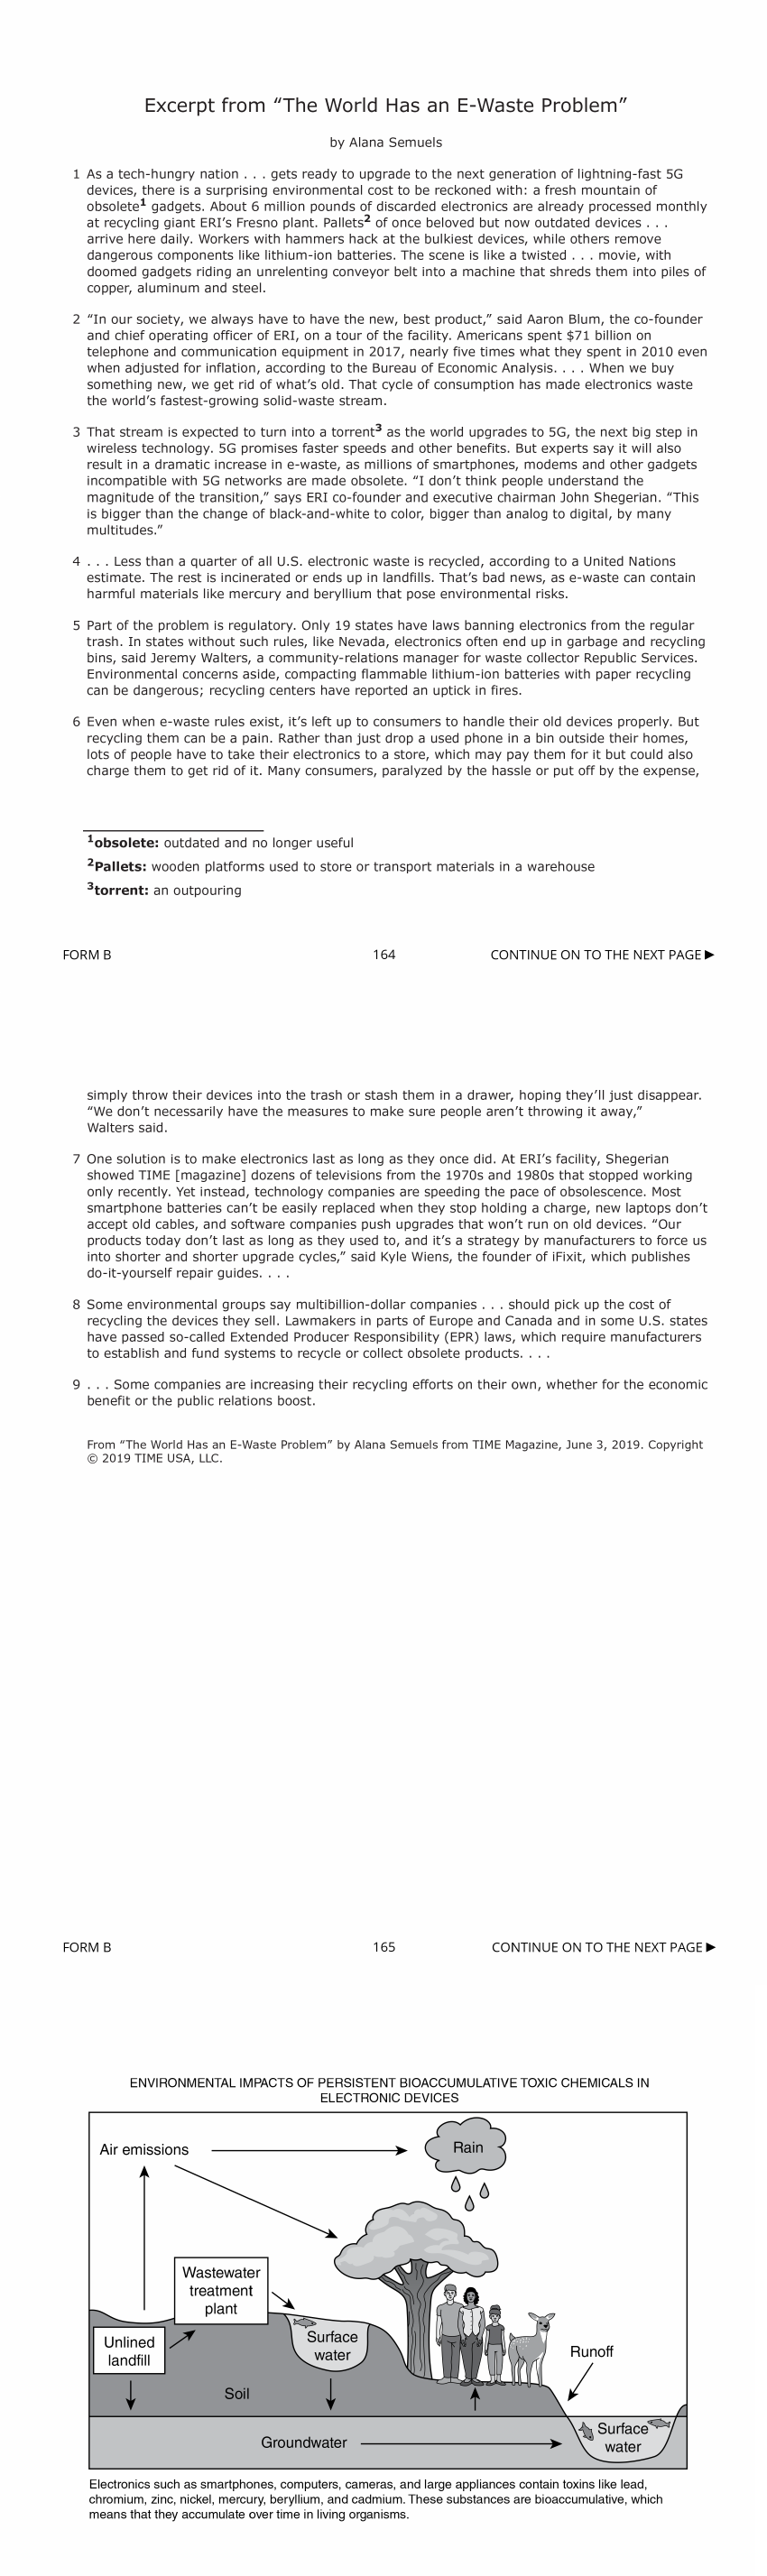 Excerpt from “The World Has an E-Waste Problem”
by Alana Semuels
1 As a tech-hungry nation . . . gets ready to upgrade to the next generation of lightning-fast 5G
devices, there is a surprising environmental cost to be reckoned with: a fresh mountain of
obsolete1 gadgets. About 6 million pounds of discarded electronics are already processed monthly
at recycling giant ERI’s Fresno plant. Pallets2 of once beloved but now outdated devices . . .
arrive here daily. Workers with hammers hack at the bulkiest devices, while others remove
dangerous components like lithium-ion batteries. The scene is like a twisted . . . movie, with
doomed gadgets riding an unrelenting conveyor belt into a machine that shreds them into piles of
copper, aluminum and steel.
2 “In our society, we always have to have the new, best product,” said Aaron Blum, the co-founder
and chief operating officer of ERI, on a tour of the facility. Americans spent $71 billion on
telephone and communication equipment in 2017, nearly five times what they spent in 2010 even
when adjusted for inflation, according to the Bureau of Economic Analysis. . . . When we buy
something new, we get rid of what’s old. That cycle of consumption has made electronics waste
the world’s fastest-growing solid-waste stream.
3 That stream is expected to turn into a torrent3 as the world upgrades to 5G, the next big step in
wireless technology. 5G promises faster speeds and other benefits. But experts say it will also
result in a dramatic increase in e-waste, as millions of smartphones, modems and other gadgets
incompatible with 5G networks are made obsolete. “I don’t think people understand the
magnitude of the transition,” says ERI co-founder and executive chairman John Shegerian. “This
is bigger than the change of black-and-white to color, bigger than analog to digital, by many
multitudes.”
4 . . . Less than a quarter of all U.S. electronic waste is recycled, according to a United Nations
estimate. The rest is incinerated or ends up in landfills. That’s bad news, as e-waste can contain
harmful materials like mercury and beryllium that pose environmental risks.
5 Part of the problem is regulatory. Only 19 states have laws banning electronics from the regular
trash. In states without such rules, like Nevada, electronics often end up in garbage and recycling
bins, said Jeremy Walters, a community-relations manager for waste collector Republic Services.
Environmental concerns aside, compacting flammable lithium-ion batteries with paper recycling
can be dangerous; recycling centers have reported an uptick in fires.
6 Even when e-waste rules exist, it’s left up to consumers to handle their old devices properly. But
recycling them can be a pain. Rather than just drop a used phone in a bin outside their homes,
lots of people have to take their electronics to a store, which may pay them for it but could also
charge them to get rid of it. Many consumers, paralyzed by the hassle or put off by the expense,
1obsolete: outdated and no longer useful
2Pallets: wooden platforms used to store or transport materials in a warehouse
3torrent: an outpouring
FORM B 164 CONTINUE ON TO THE NEXT PAGE ▶
simply throw their devices into the trash or stash them in a drawer, hoping they’ll just disappear.
“We don’t necessarily have the measures to make sure people aren’t throwing it away,”
Walters said.
7 One solution is to make electronics last as long as they once did. At ERI’s facility, Shegerian
showed TIME [magazine] dozens of televisions from the 1970s and 1980s that stopped working
only recently. Yet instead, technology companies are speeding the pace of obsolescence. Most
smartphone batteries can’t be easily replaced when they stop holding a charge, new laptops don’t
accept old cables, and software companies push upgrades that won’t run on old devices. “Our
products today don’t last as long as they used to, and it’s a strategy by manufacturers to force us
into shorter and shorter upgrade cycles,” said Kyle Wiens, the founder of iFixit, which publishes
do-it-yourself repair guides. . . .
8 Some environmental groups say multibillion-dollar companies . . . should pick up the cost of
recycling the devices they sell. Lawmakers in parts of Europe and Canada and in some U.S. states
have passed so-called Extended Producer Responsibility (EPR) laws, which require manufacturers
to establish and fund systems to recycle or collect obsolete products. . . .
9 . . . Some companies are increasing their recycling efforts on their own, whether for the economic
benefit or the public relations boost.
From “The World Has an E-Waste Problem” by Alana Semuels from TIME Magazine, June 3, 2019. Copyright
© 2019 TIME USA, LLC.
FORM B 165 CONTINUE ON TO THE NEXT PAGE ▶
ENVIRONMENTAL IMPACTS OF PERSISTENT BIOACCUMULATIVE TOXIC CHEMICALS IN
ELECTRONIC DEVICES
Air emissions
Rain
Wastewater
treatment
plant
Unlined
landfill
Surface
water
Runoff
Soil
Groundwater
Surface
water
Electronics such as smartphones, computers, cameras, and large appliances contain toxins like lead,
chromium, zinc, nickel, mercury, beryllium, and cadmium. These substances are bioaccumulative, which
means that they accumulate over time in living organisms.